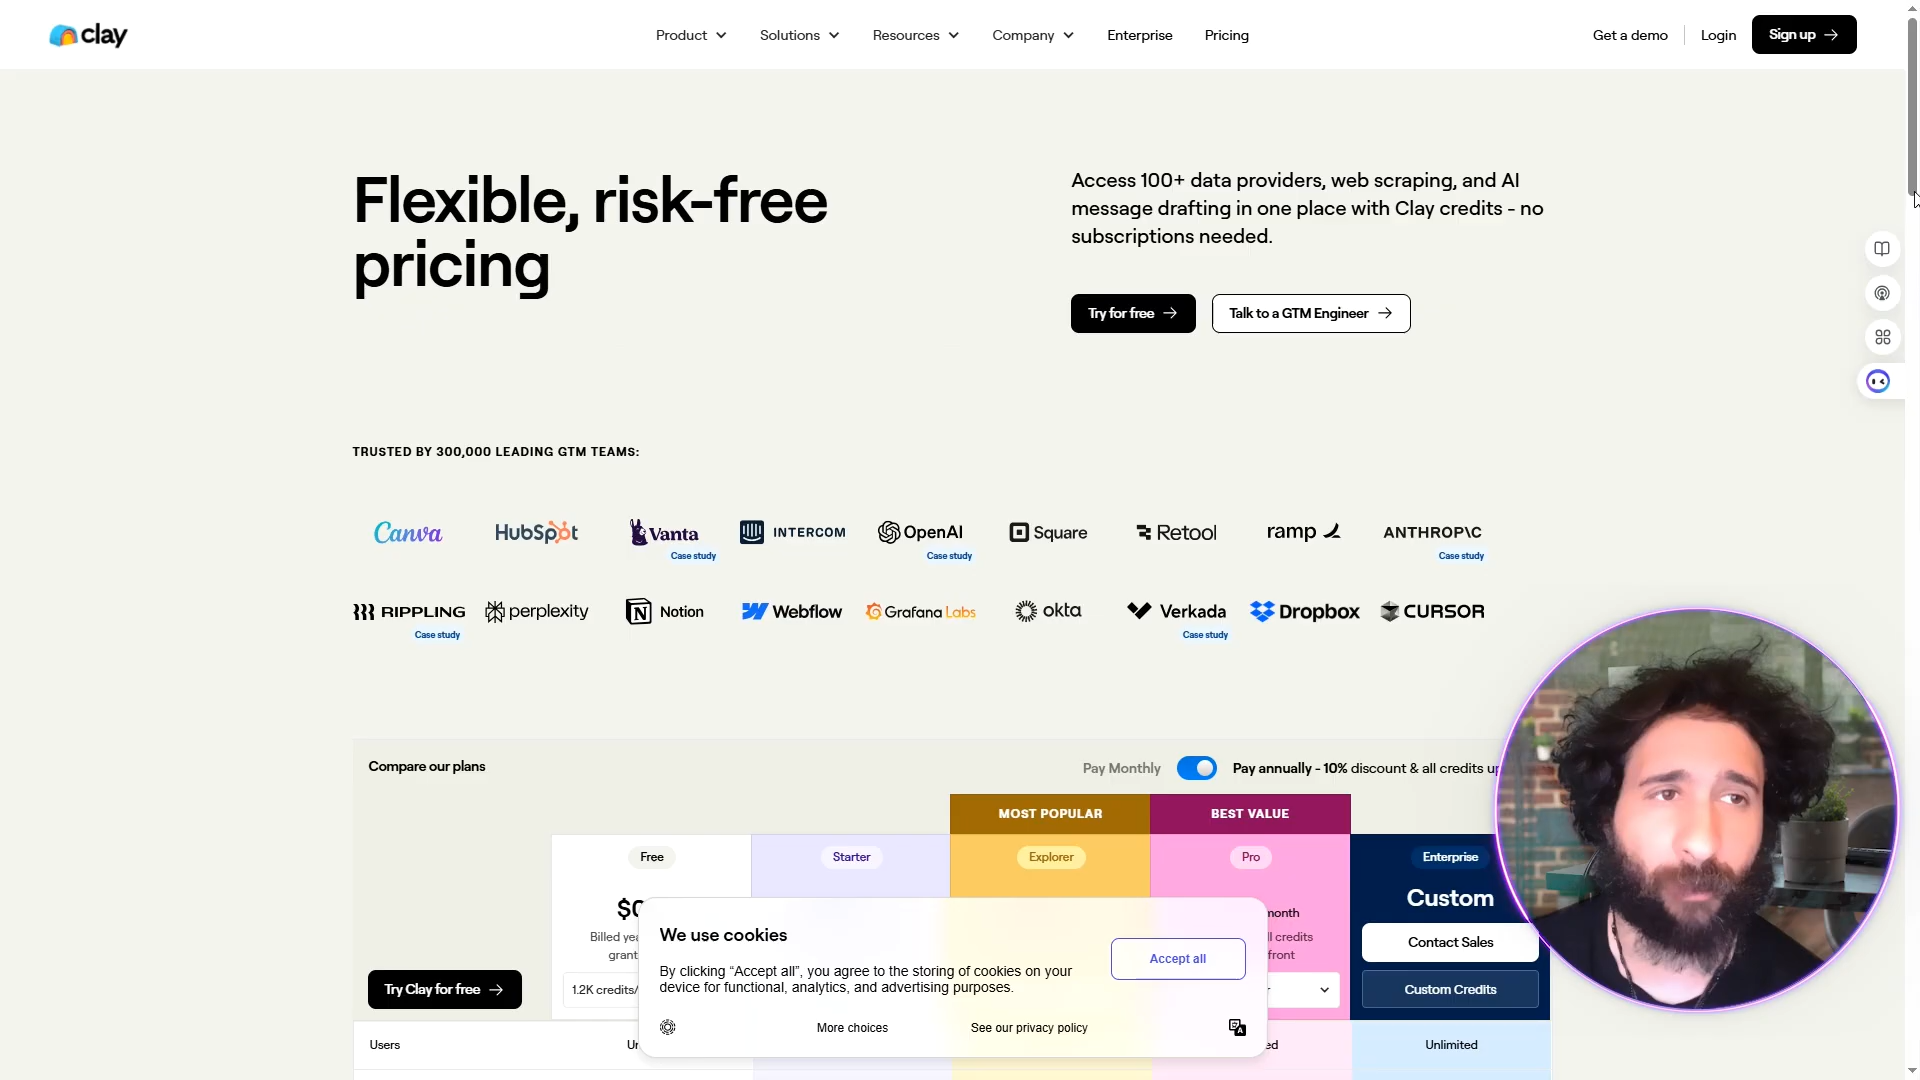 clay
Product
Solutions
Resources
Company
Enterprise
Pricing
Get a demo
Login
Sign up
Flexible, risk-free
pricing
Access 100+ data providers, web scraping, and AI
message drafting in one place with Clay credits - no
subscriptions needed.
Try for free
Talk to a GTM Engineer
TRUSTED BY 300,000 LEADING GTM TEAMS:
Canva
HubSpot
Vanta
INTERCOM
OpenAI
Square
Retool
ramp
ANTHROP\C
Case study
Case study
Case study
RIPPLING
perplexity
Notion
Webflow
Grafana Labs
okta
Verkada
Dropbox
CURSOR
Case study
Case study
Compare our plans
Pay Monthly
Pay annually - 10% discount & all credits
MOST POPULAR
BEST VALUE
Free
Starter
Explorer
Pro
Enterprise
Custom
Contact Sales
Custom Credits
month
credits
Billed
1.2K credits/
Try Clay for free
We use cookies
By clicking “Accept all”, you agree to the storing of cookies on your
device for functional, analytics, and advertising purposes.
Accept all
More choices
See our privacy policy
Users
Unlimited